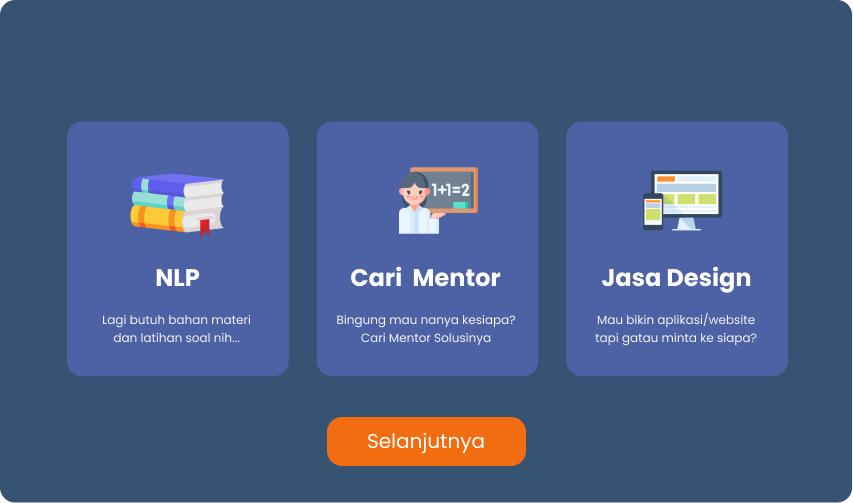 1+1=2
NLP
Lagi butuh bahan materi
dan latihan soal nih...
Cari Mentor
Bingung mau nanya kesiapa?
Cari Mentor Solusinya
Jasa Design
Mau bikin aplikasi/website
tapi gatau minta ke siapa?
Selanjutnya